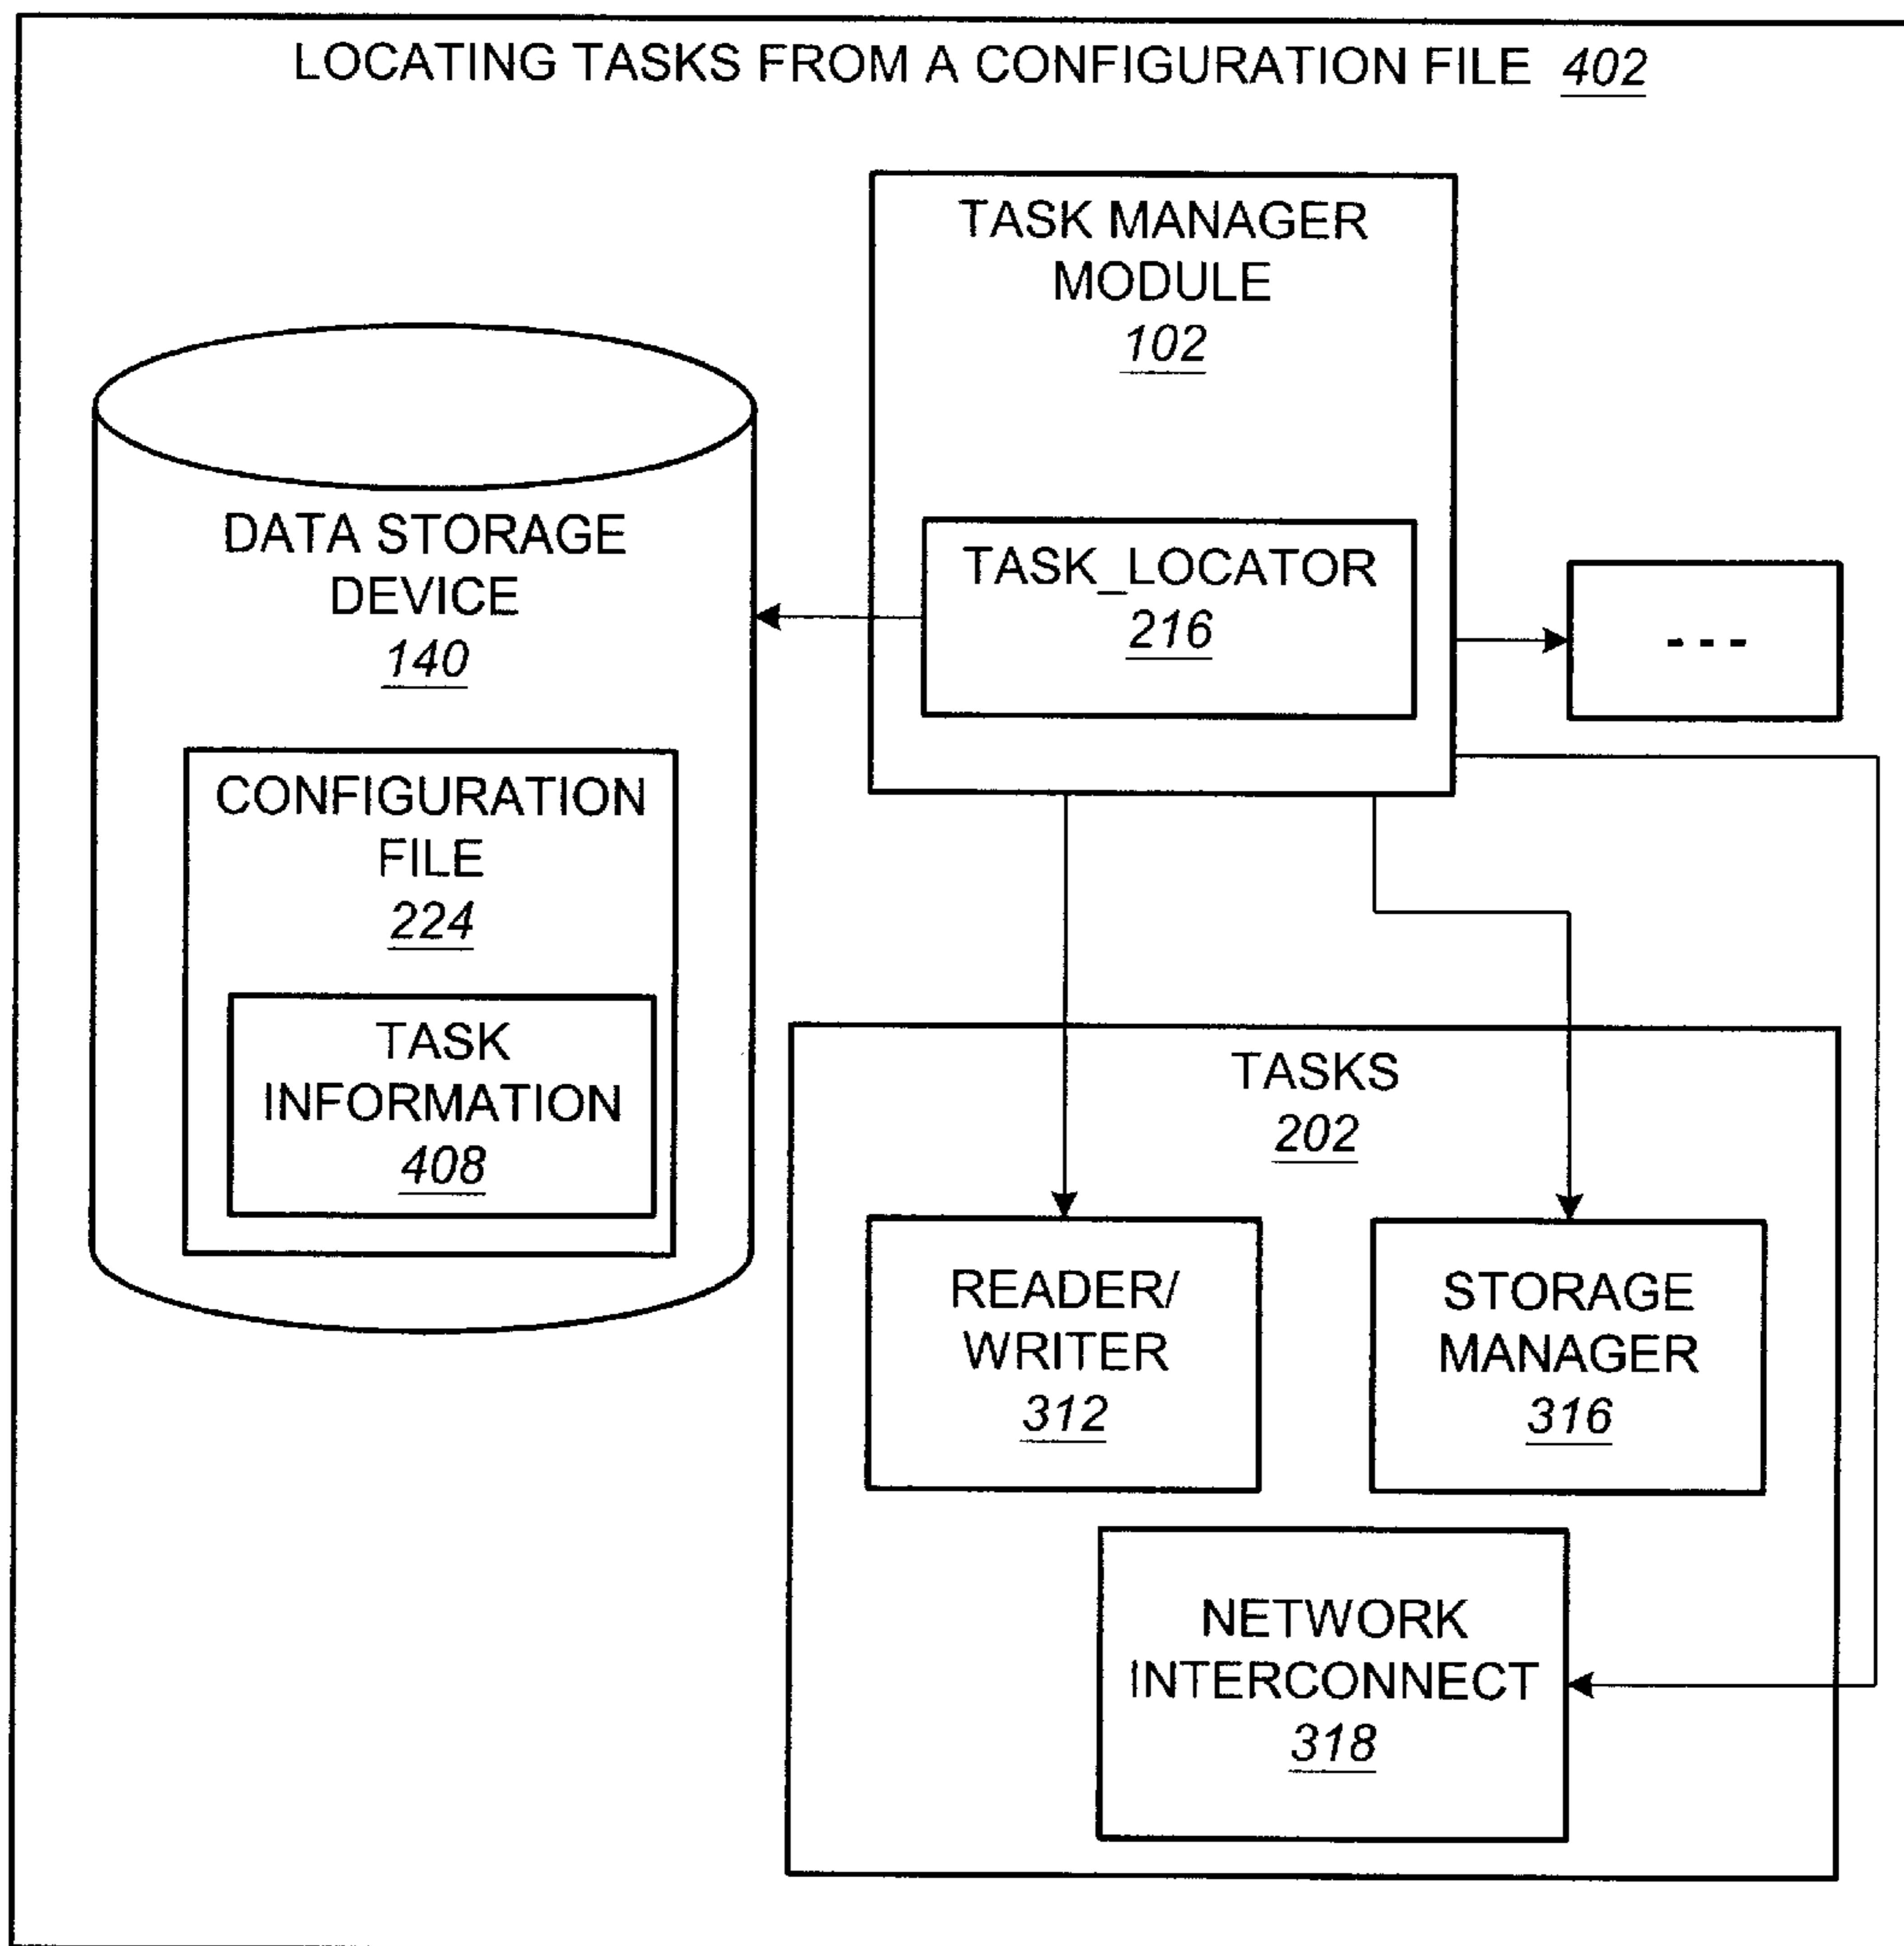 LOCATING TASKS FROM A CONFIGURATION FILE 402
TASK MANAGER
MODULE
102
TASK_LOCATOR
216
- - -
DATA STORAGE
DEVICE
140
CONFIGURATION
FILE
224
TASK
INFORMATION
408
TASKS
202
READER/
WRITER
312
STORAGE
MANAGER
316
NETWORK
INTERCONNECT
318